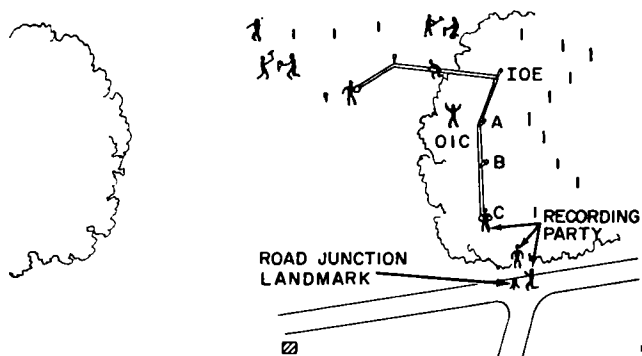 IOE
A
OIC
B
C
RECORDING
PARTY
ROAD JUNCTION
LANDMARK